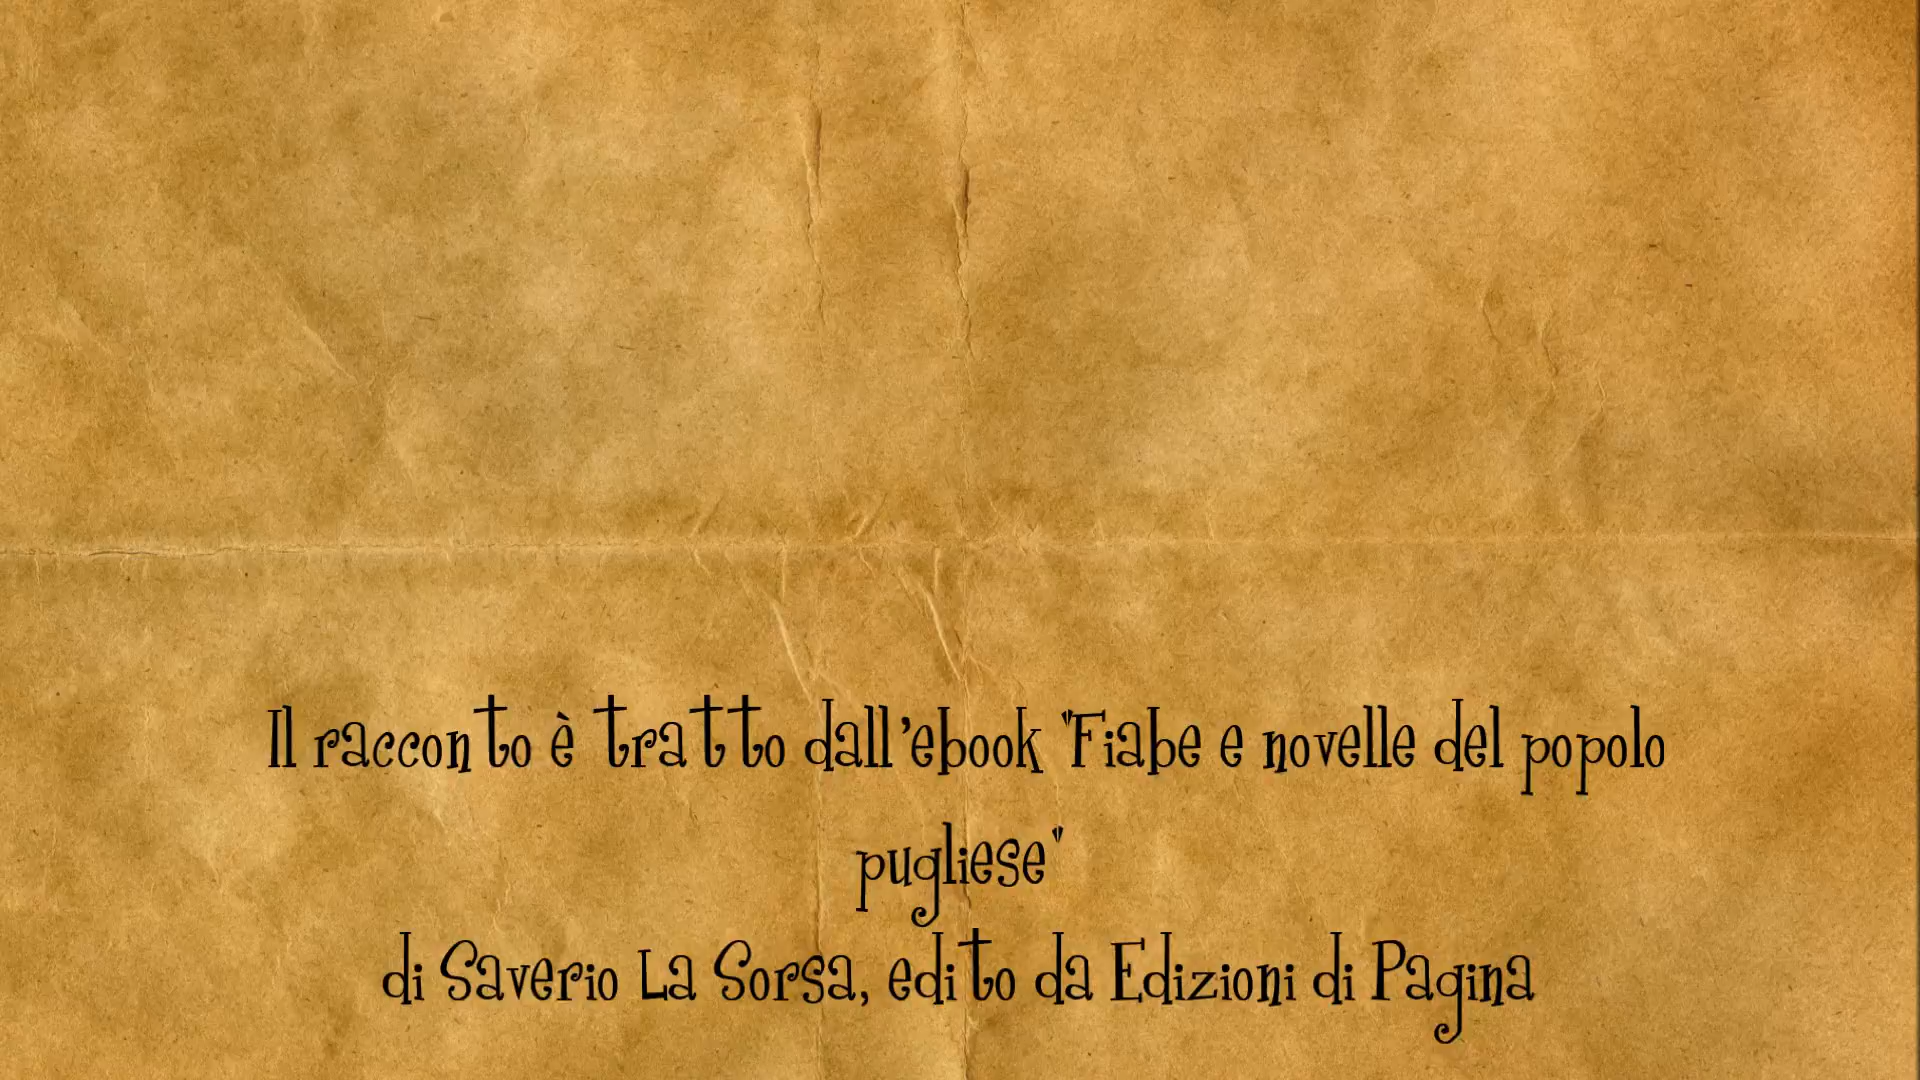 Il racconto è tratto dall'ebook "Fiabe e novelle del popolo
pugliese"
di Saverio La Sorsa, edito da Edizioni di Pagina